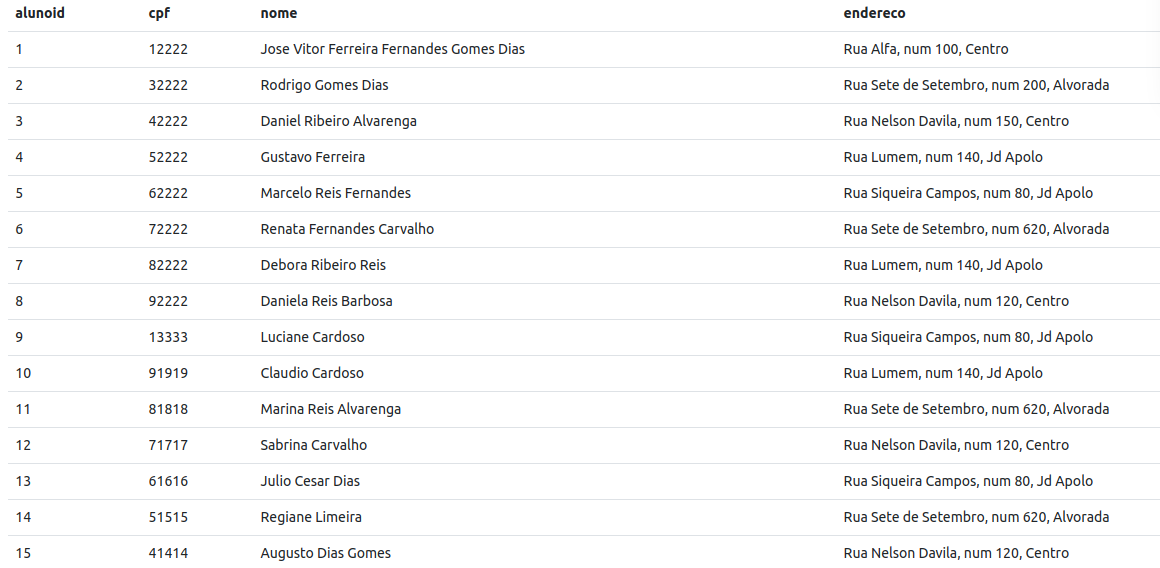 alunoid cpf nome endereco
1 12222 Jose Vitor Ferreira Fernandes Gomes Dias Rua Alfa, num 100, Centro
2 32222 Rodrigo Gomes Dias Rua Sete de Setembro, num 200, Alvorada
3 42222 Daniel Ribeiro Alvarenga Rua Nelson Davila, num 150, Centro
4 52222 Gustavo Ferreira Rua Lumem, num 140, Jd Apolo
5 62222 Marcelo Reis Fernandes Rua Siqueira Campos, num 80, Jd Apolo
6 72222 Renata Fernandes Carvalho Rua Sete de Setembro, num 620, Alvorada
7 82222 Debora Ribeiro Reis Rua Lumem, num 140, Jd Apolo
8 92222 Daniela Reis Barbosa Rua Nelson Davila, num 120, Centro
9 13333 Luciane Cardoso Rua Siqueira Campos, num 80, Jd Apolo
10 91919 Claudio Cardoso Rua Lumem, num 140, Jd Apolo
11 81818 Marina Reis Alvarenga Rua Sete de Setembro, num 620, Alvorada
12 71717 Sabrina Carvalho Rua Nelson Davila, num 120, Centro
13 61616 Julio Cesar Dias Rua Siqueira Campos, num 80, Jd Apolo
14 51515 Regiane Limeira Rua Sete de Setembro, num 620, Alvorada
15 41414 Augusto Dias Gomes Rua Nelson Davila, num 120, Centro